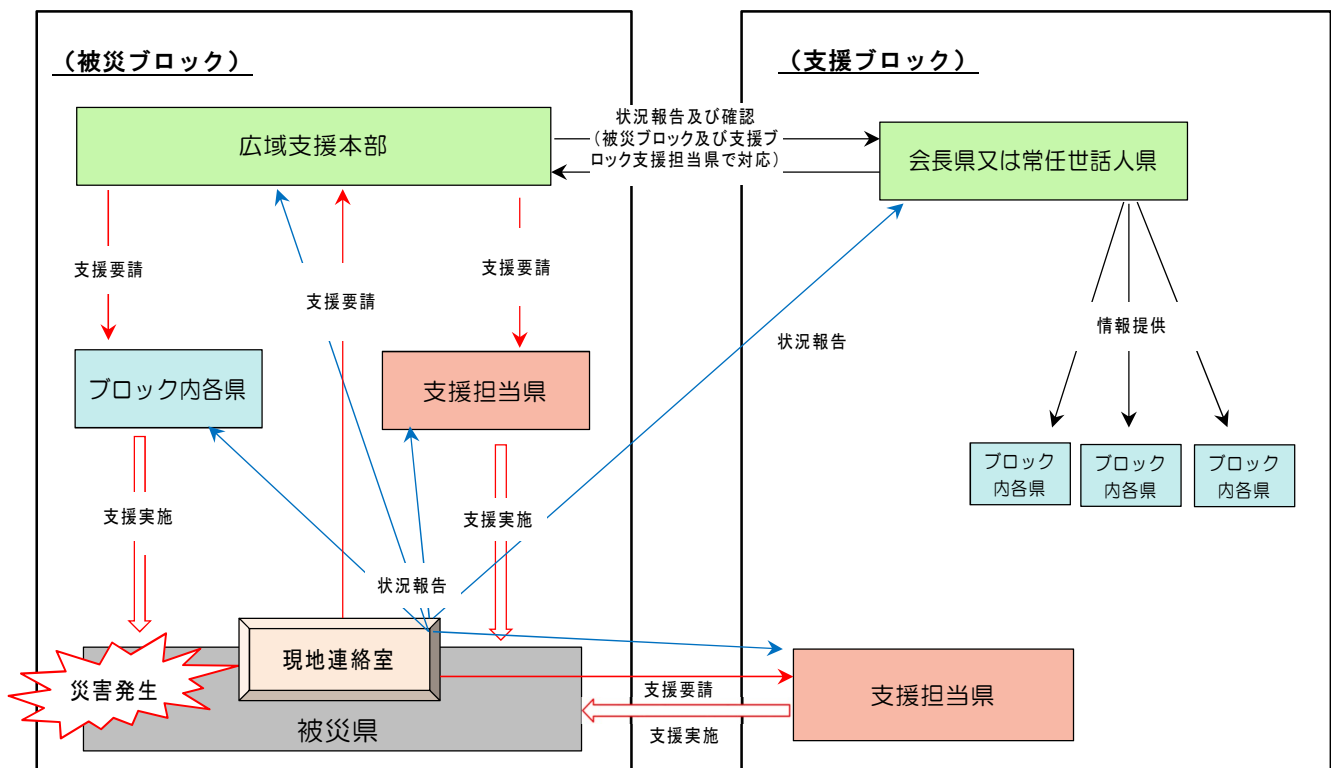 （被災ブロック）
（支援ブロック）
広域支援本部
状況報告及び確認
（被災ブロック及び支援ブ
ロック支援担当県で対応）
会長県又は常任世話人県
支援要請
支援要請
支援要請
状況報告
情報提供
ブロック内各県
支援担当県
ブロック
内各県
ブロック
内各県
ブロック
内各県
支援実施
支援実施
状況報告
現地連絡室
災害発生
被災県
支援要請
支援実施
支援担当県